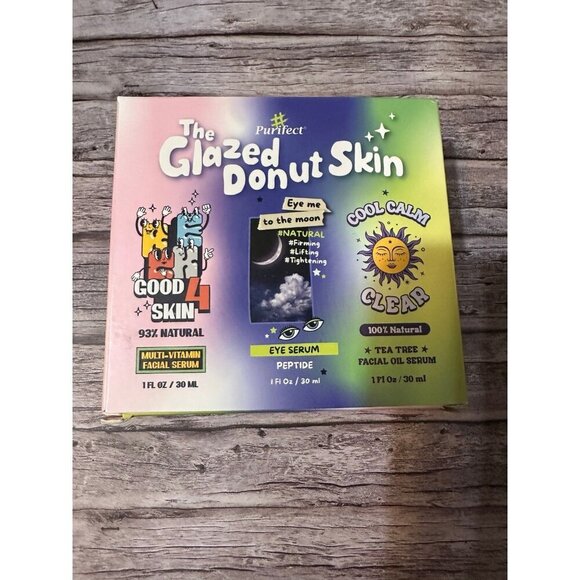 #
Purifect®
The
Glazed
Donut Skin
GOOD 4
SKIN
93% NATURAL
MULTI-VITAMIN
FACIAL SERUM
1 FL OZ / 30 ML
Eye me
to the moon
#NATURAL
#Firming
#Lifting
#Tightening
EYE SERUM
PEPTIDE
1 Fl Oz / 30 ml
COOL CALM
CLEAR
100% Natural
★ TEA TREE ★
FACIAL OIL SERUM
1 Fl Oz / 30 ml